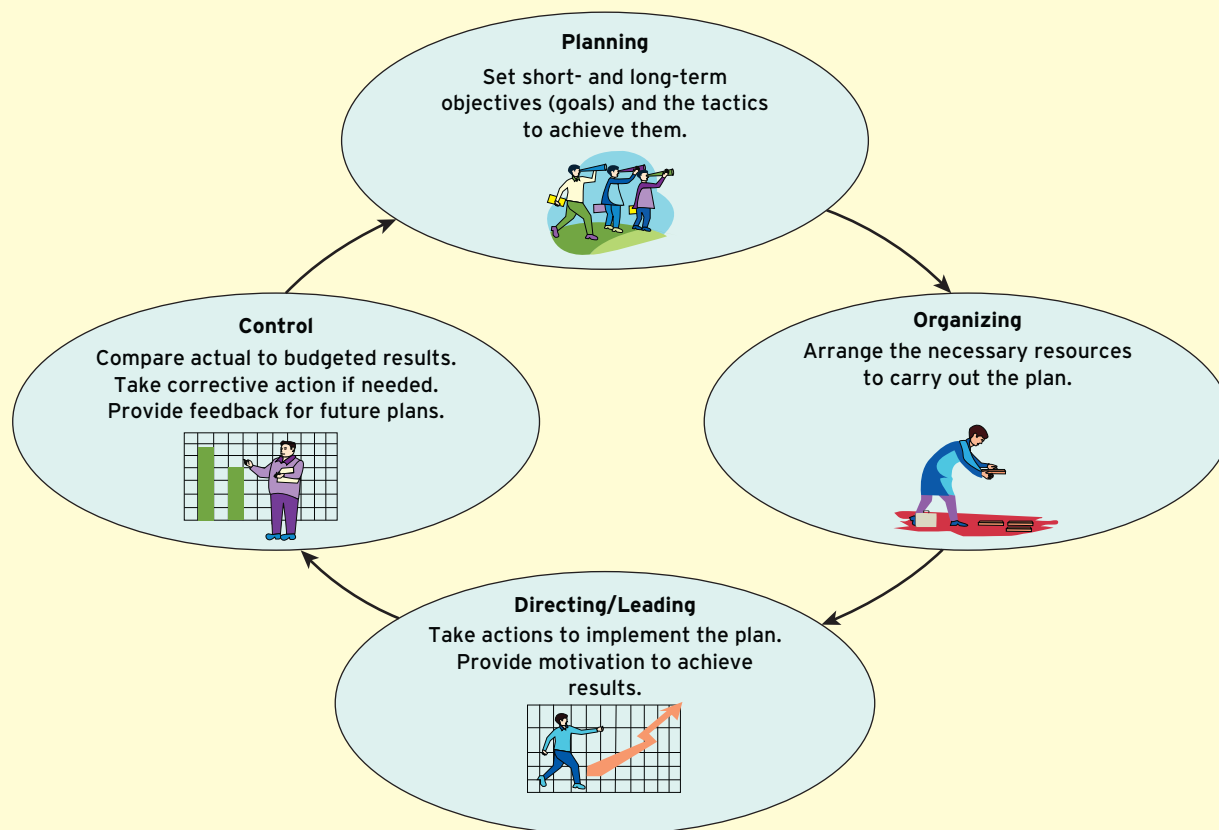 Planning
Set short- and long-term
objectives (goals) and the tactics
to achieve them.
Organizing
Arrange the necessary resources
to carry out the plan.
Directing/Leading
Take actions to implement the plan.
Provide motivation to achieve
results.
Control
Compare actual to budgeted results.
Take corrective action if needed.
Provide feedback for future plans.